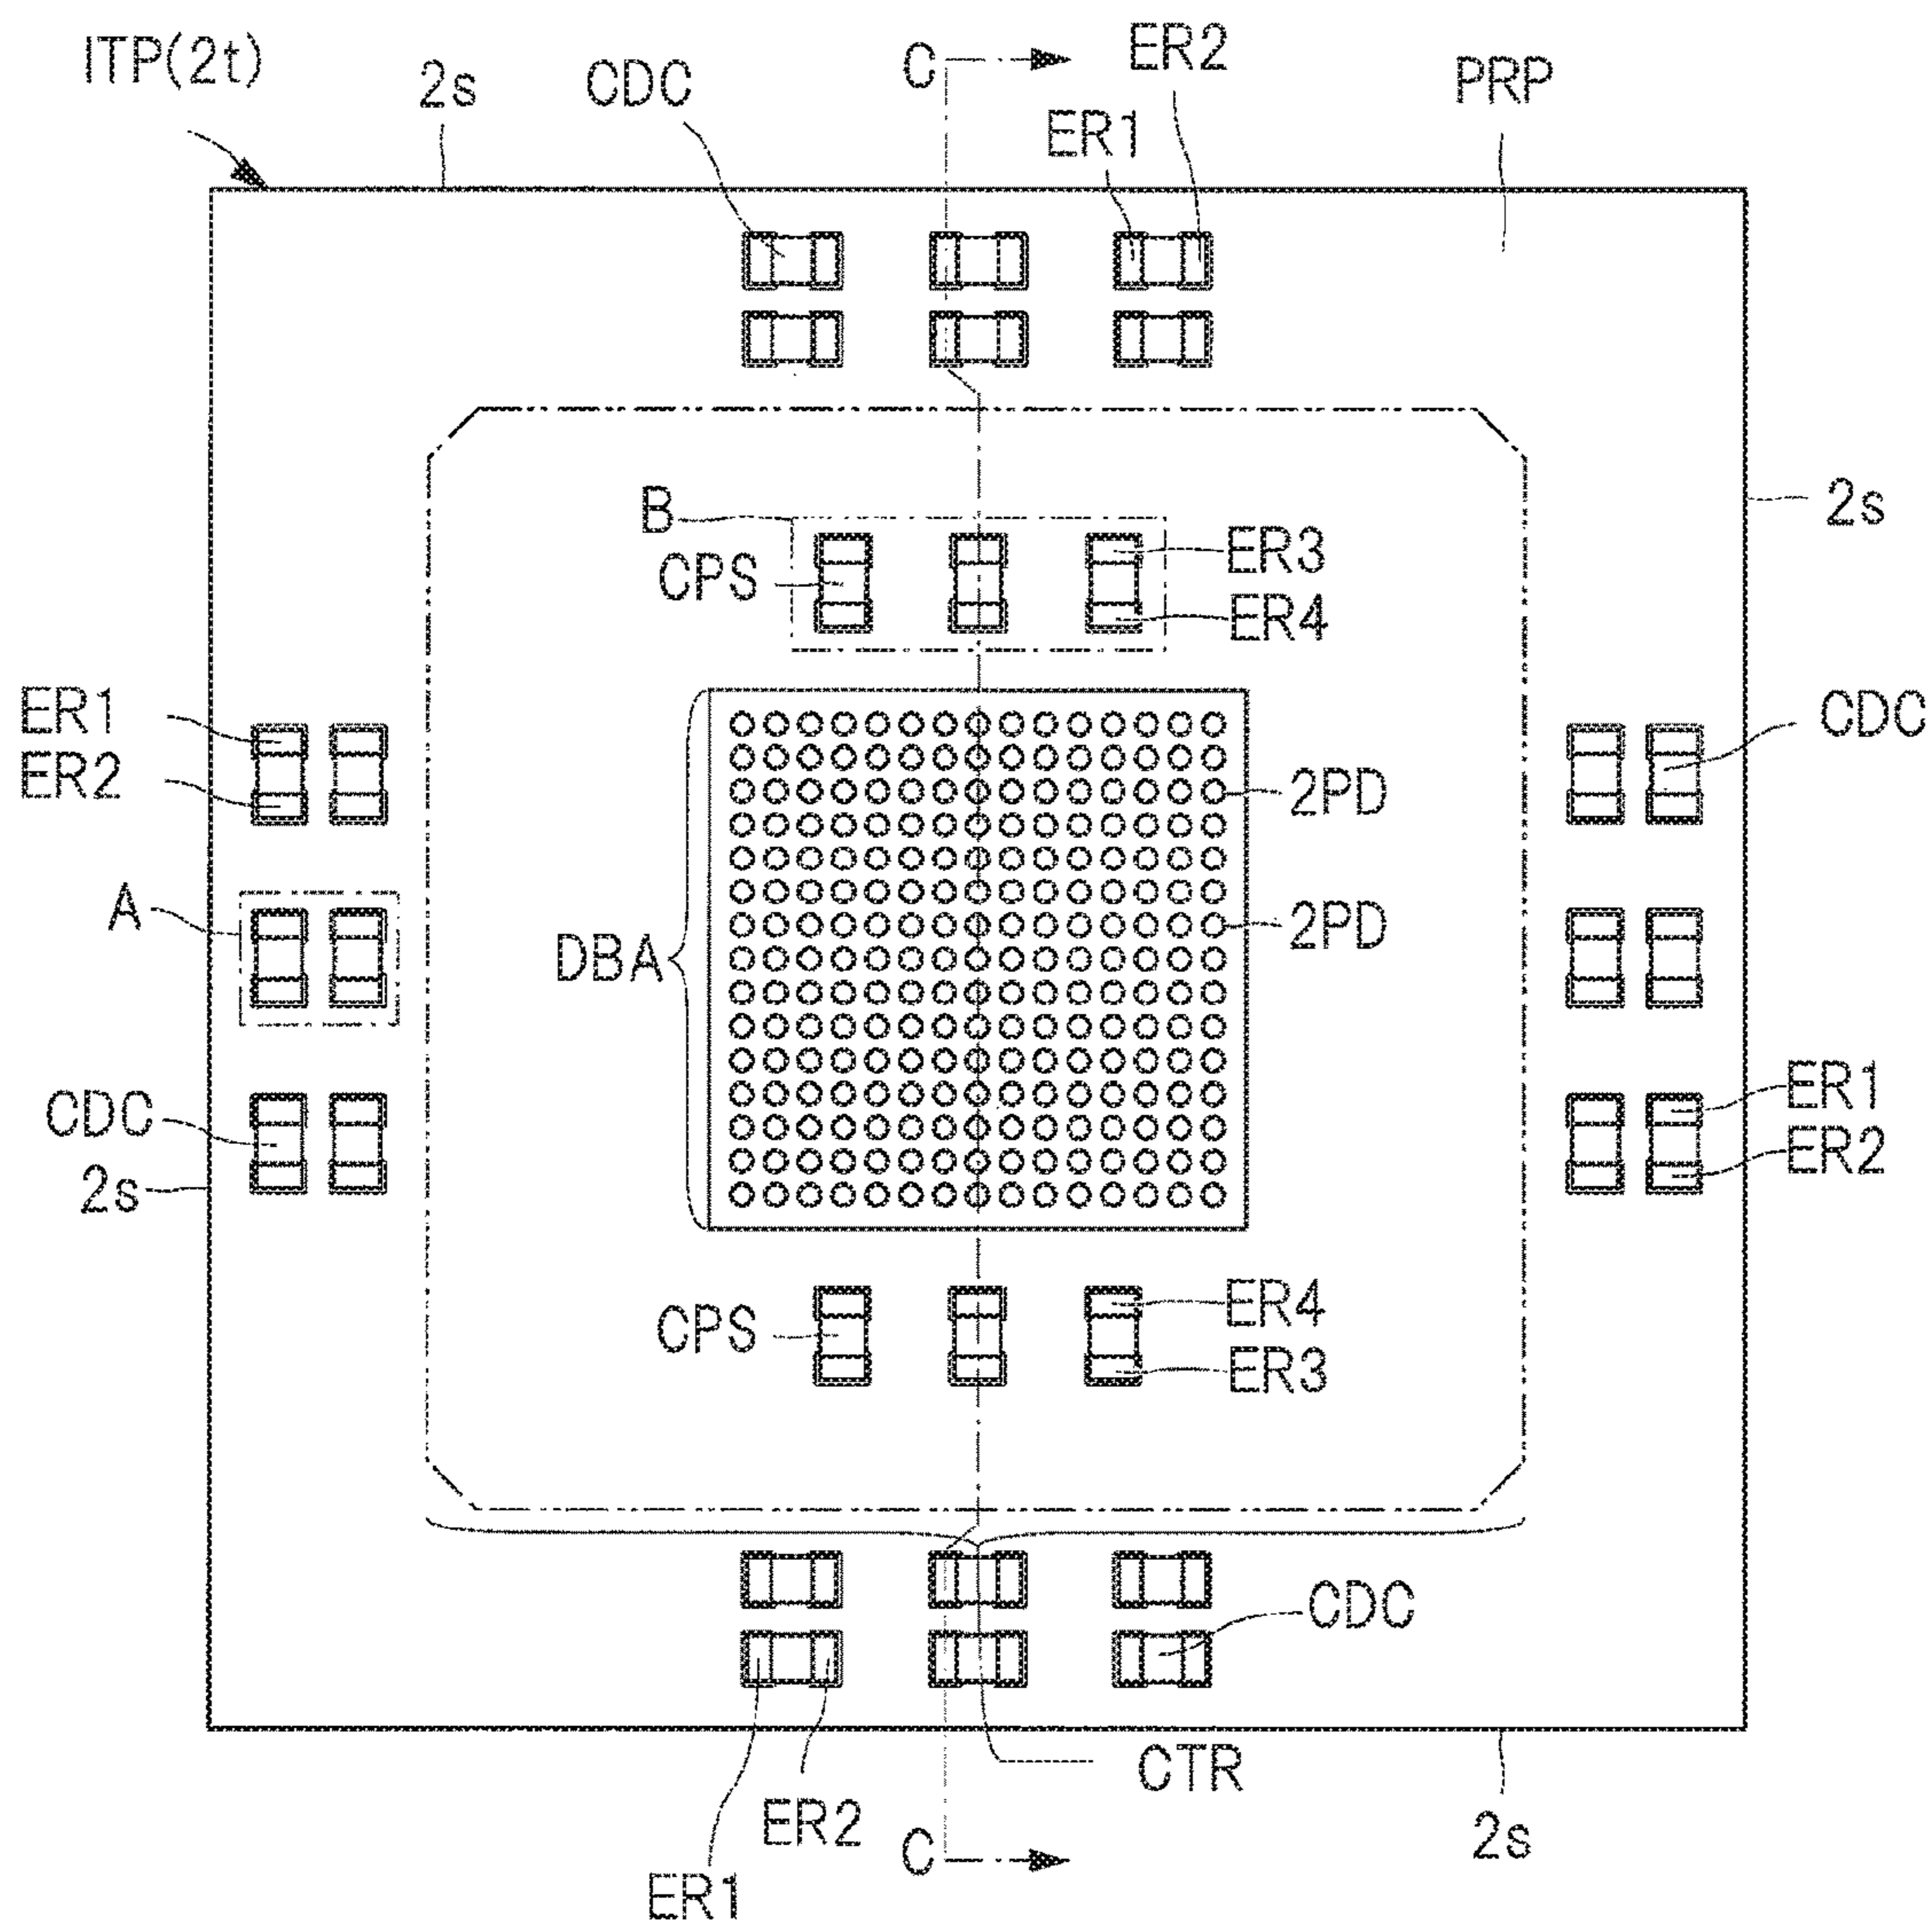 ITP(2t)
2s
CDC
C
ER2
ER1
PRP
2s
B
CPS
ER3
ER4
ER1
ER2
CDC
2PD
A
2PD
DBA
CDC
2s
ER1
ER2
CPS
ER4
ER3
CDC
CTR
ER2
C
2s
ER1